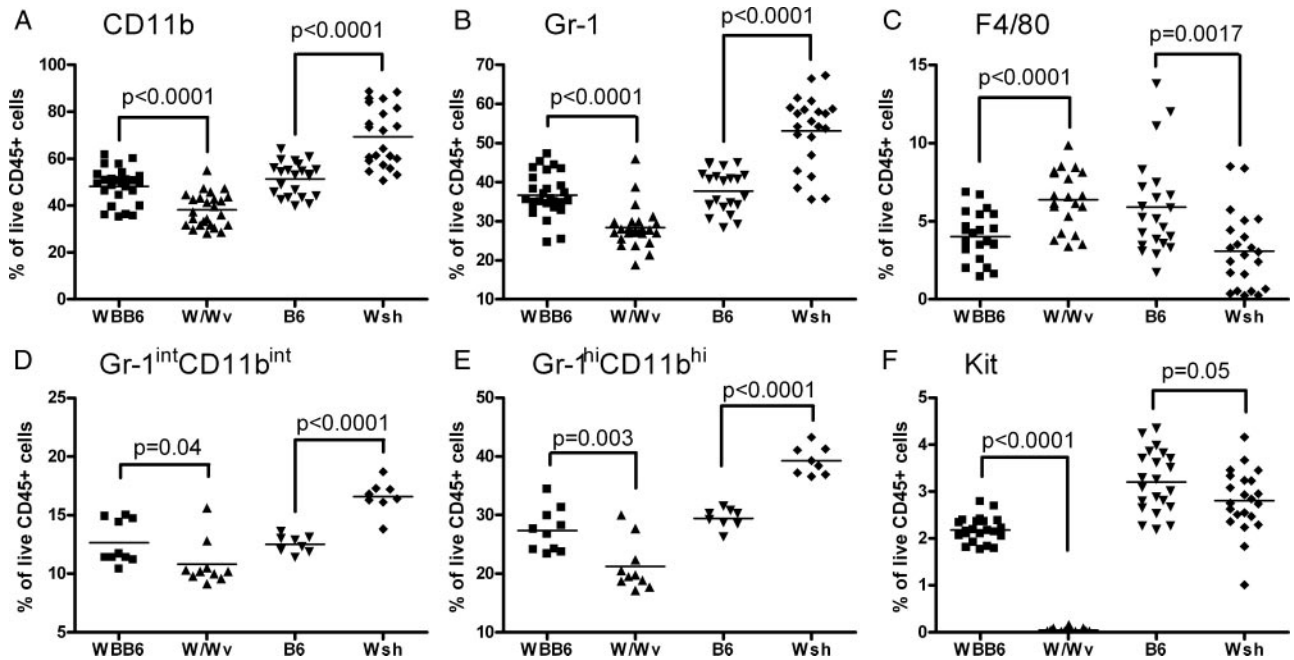 A CD11b
p<0.0001
p<0.0001
% of live CD45+ cells
100
80
60
40
20
0
WBB6 W/Wv B6 Wsh
B Gr-1
p<0.0001
p<0.0001
% of live CD45+ cells
70
60
50
40
30
20
10
WBB6 W/Wv B6 Wsh
C F4/80
p=0.0017
p<0.0001
% of live CD45+ cells
15
10
5
0
WBB6 W/Wv B6 Wsh
D Gr-1intCD11bint
p<0.0001
p=0.04
% of live CD45+ cells
25
20
15
10
5
WBB6 W/Wv B6 Wsh
E Gr-1hiCD11bhi
p<0.0001
p=0.003
% of live CD45+ cells
50
40
30
20
10
WBB6 W/Wv B6 Wsh
F Kit
p=0.05
p<0.0001
% of live CD45+ cells
5
4
3
2
1
0
WBB6 W/Wv B6 Wsh